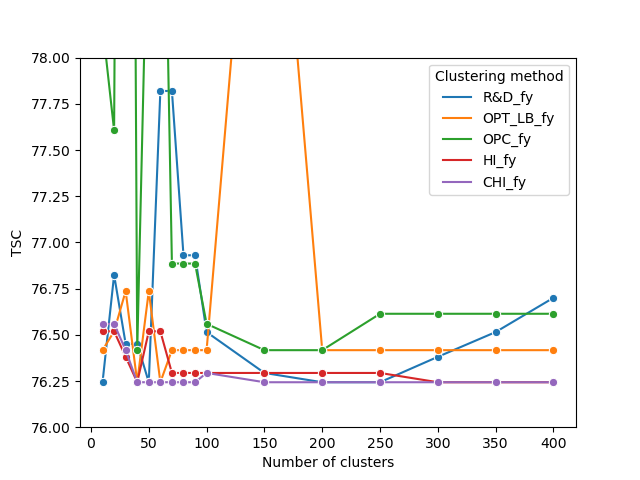 78.00
77.75
77.50
77.25
77.00
76.75
76.50
76.25
76.00
TSC
0
50
100
150
200
250
300
350
400
Number of clusters
Clustering method
R&D_fy
OPT_LB_fy
OPC_fy
HI_fy
CHI_fy